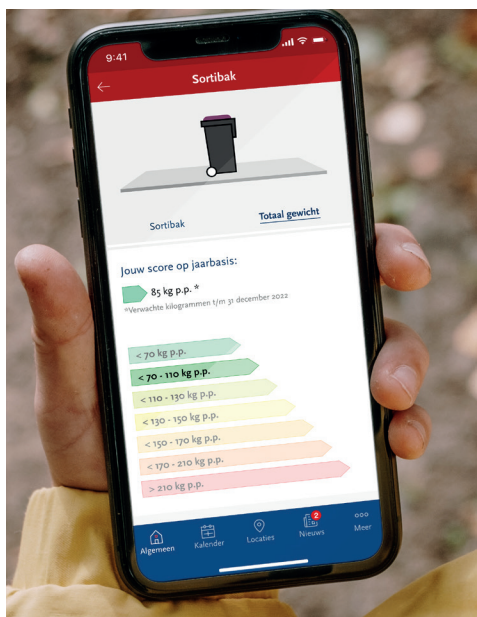 9:41
Sortibak
Sortibak Totaal gewicht
Jouw score op jaarbasis:
85 kg p.p. *
*Verwachte kilogrammen t/m 31 december 2022
< 70 kg p.p.
< 70 - 110 kg p.p.
< 110 - 130 kg p.p.
< 130 - 150 kg p.p.
< 150 - 170 kg p.p.
< 170 - 210 kg p.p.
> 210 kg p.p.
2
Algemeen Kalender Locaties Nieuws Meer